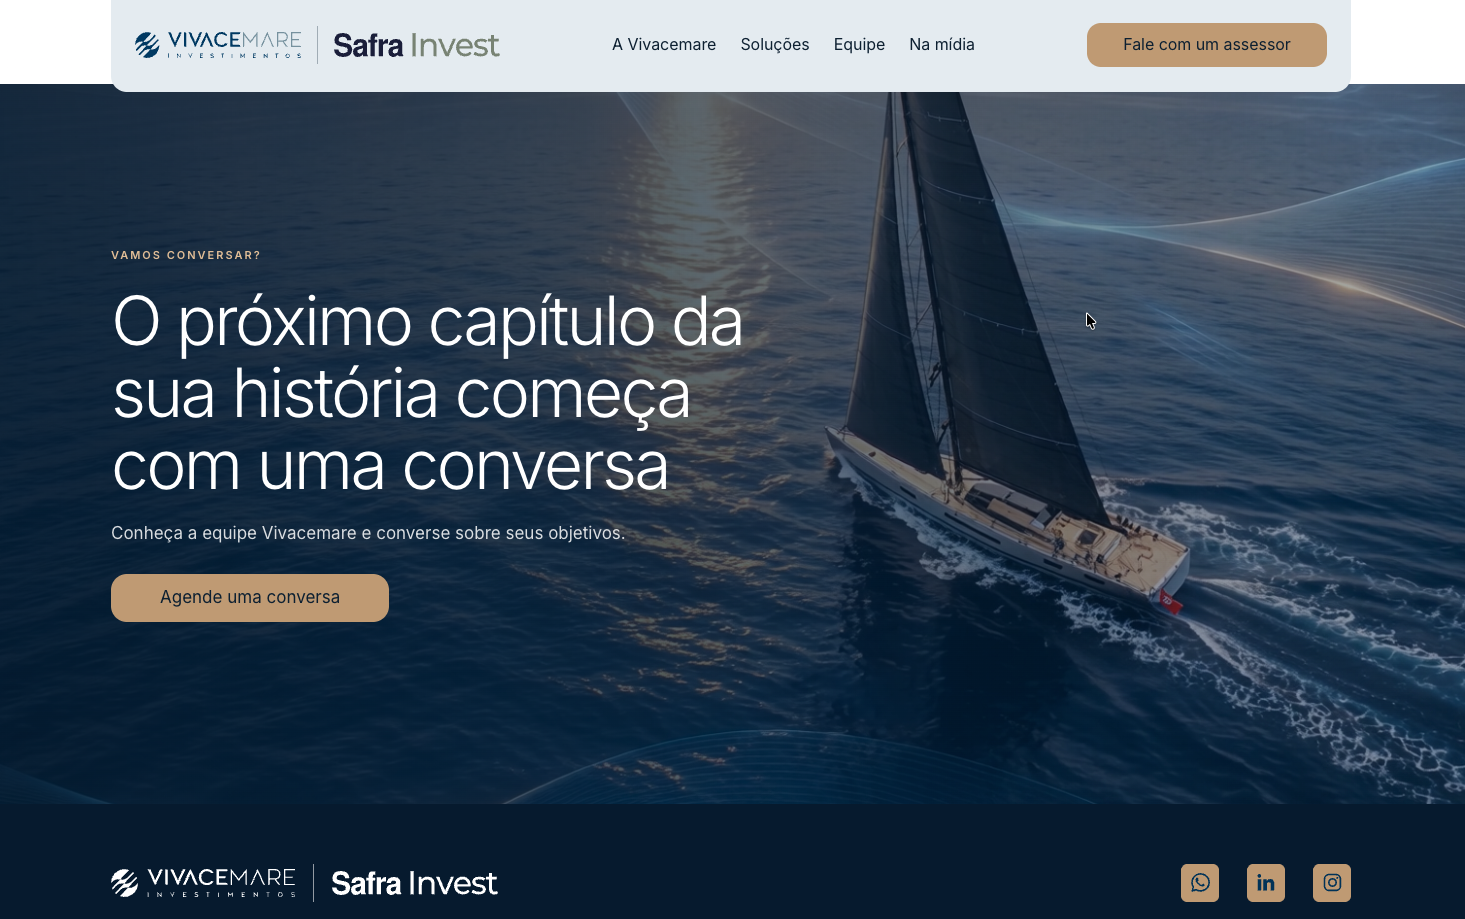 VIVACEMARE
INVESTIMENTOS
Safra Invest
A Vivacemare
Soluções
Equipe
Na mídia
Fale com um assessor
VAMOS CONVERSAR?
O próximo capítulo da
sua história começa
com uma conversa
Conheça a equipe Vivacemare e converse sobre seus objetivos.
Agende uma conversa
VIVACEMARE
INVESTIMENTOS
Safra Invest
in